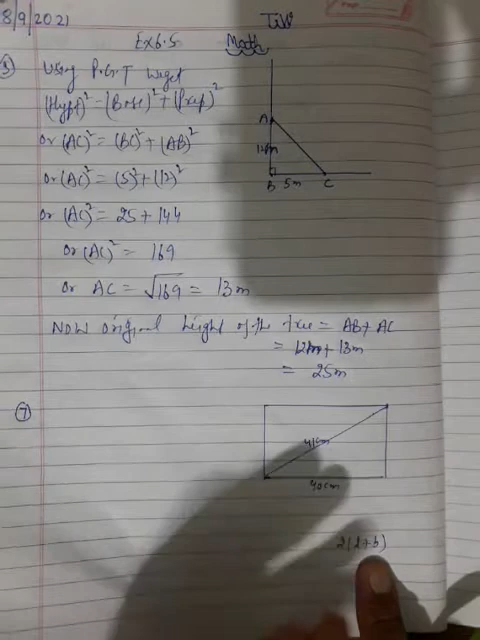 8/9/2021
Ex 6.5
Math
Using P.G.T we get
(Hypt)² = (Base)² + (Perp)²
Or (AC)² = (BC)² + (AB)²
Or (AC)² = (5)² + (12)²
Or (AC)² = 25 + 144
Or (AC)² = 169
Or AC = √169 = 13m
A
12m
B 5m C
Now original height of the tree = AB + AC
= 12m + 13m
= 25m
7
41cm
40cm
2(l+b)